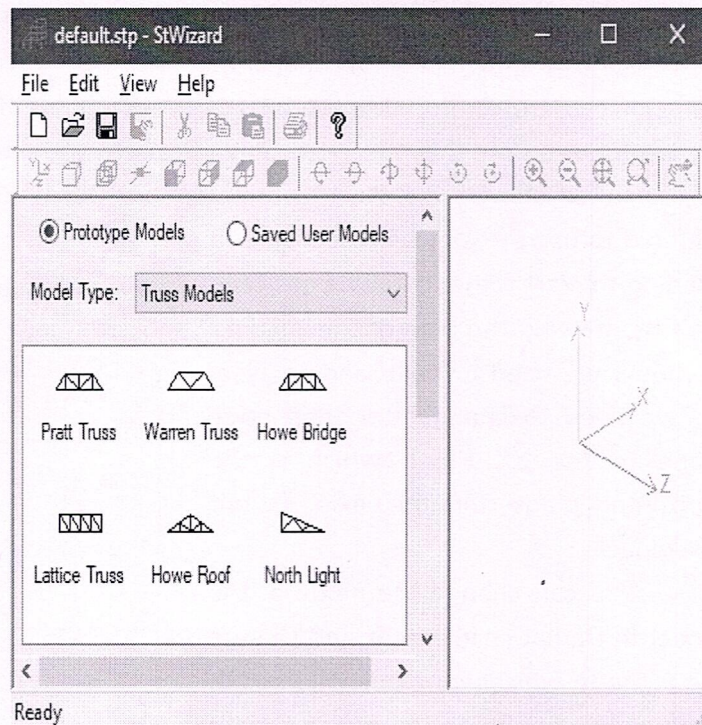 default.stp - StWizard
File Edit View Help
Prototype Models Saved User Models
Model Type: Truss Models
Pratt Truss Warren Truss Howe Bridge
Lattice Truss Howe Roof North Light
Y
X
Z
Ready